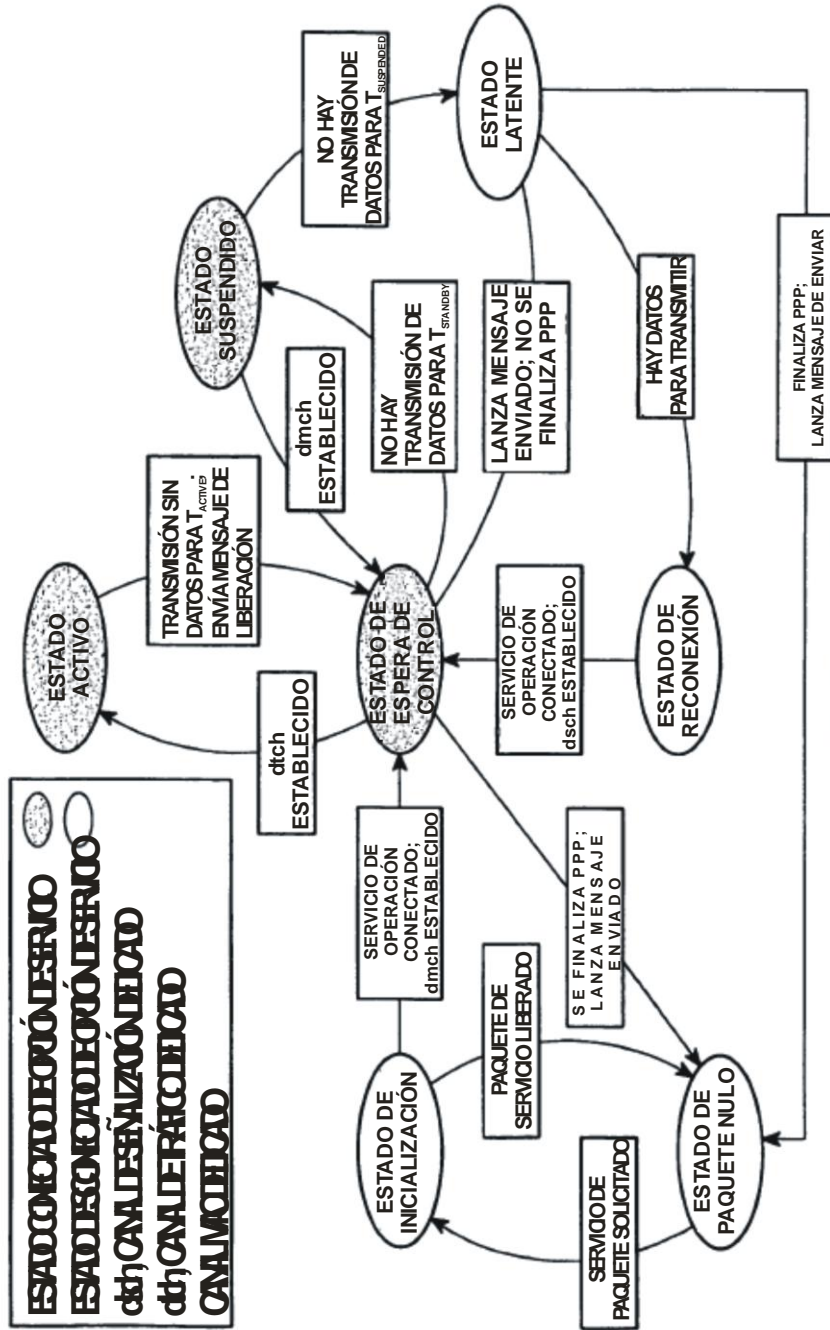 ESTADO
ACTIVO
TRANSMISIÓN SIN
DATOS PARA T ACTIVE;
ENVÍA MENSAJE DE
LIBERACIÓN
dtch
ESTABLECIDO
ESTADO
SUSPENDIDO
NO HAY
TRANSMISIÓN DE
DATOS PARA T SUSPENDED
dmch
ESTABLECIDO
NO HAY
TRANSMISIÓN DE
DATOS PARA T STANDBY
ESTADO DE
ESPERA DE
CONTROL
ESTADO
LATENTE
LANZA MENSAJE
ENVIADO; NO SE
FINALIZA PPP
HAY DATOS
PARA TRANSMITIR
SERVICIO DE
OPERACIÓN
CONECTADO;
dsch ESTABLECIDO
ESTADO DE
RECONEXIÓN
SERVICIO DE
OPERACIÓN
CONECTADO;
dmch ESTABLECIDO
ESTADO DE
INICIALIZACIÓN
PAQUETE DE
SERVICIO LIBERADO
SE FINALIZA PPP;
LANZA MENSAJE
ENVIADO
SERVICIO DE
PAQUETE SOLICITADO
ESTADO DE
PAQUETE NULO
FINALIZA PPP;
LANZA MENSAJE DE ENVIAR